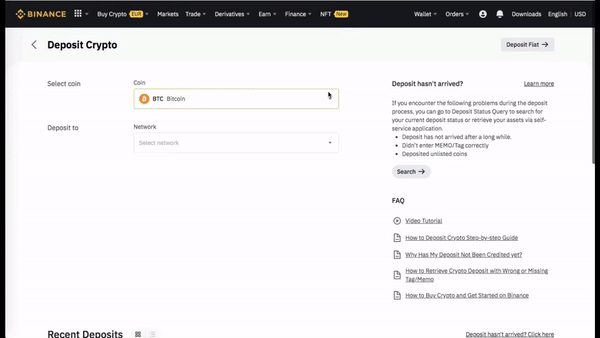 BINANCE Buy Crypto EUR Markets Trade Derivatives Earn Finance NFT New Wallet Orders Downloads English | USD
Deposit Crypto
Deposit Fiat →
Select coin
Coin
BTC Bitcoin
Deposit to
Network
Select network
Deposit hasn't arrived? Learn more
If you encounter the following problems during the deposit
process, you can go to Deposit Status Query to search for
your current deposit status or retrieve your assets via self-
service application.
• Deposit has not arrived after a long while.
• Didn't enter MEMO/Tag correctly
• Deposited unlisted coins
Search →
FAQ
Video Tutorial
How to Deposit Crypto Step-by-step Guide
Why Has My Deposit Not Been Credited yet?
How to Retrieve Crypto Deposit with Wrong or Missing
Tag/Memo
How to Buy Crypto and Get Started on Binance
Recent Deposits
Deposit hasn't arrived? Click here